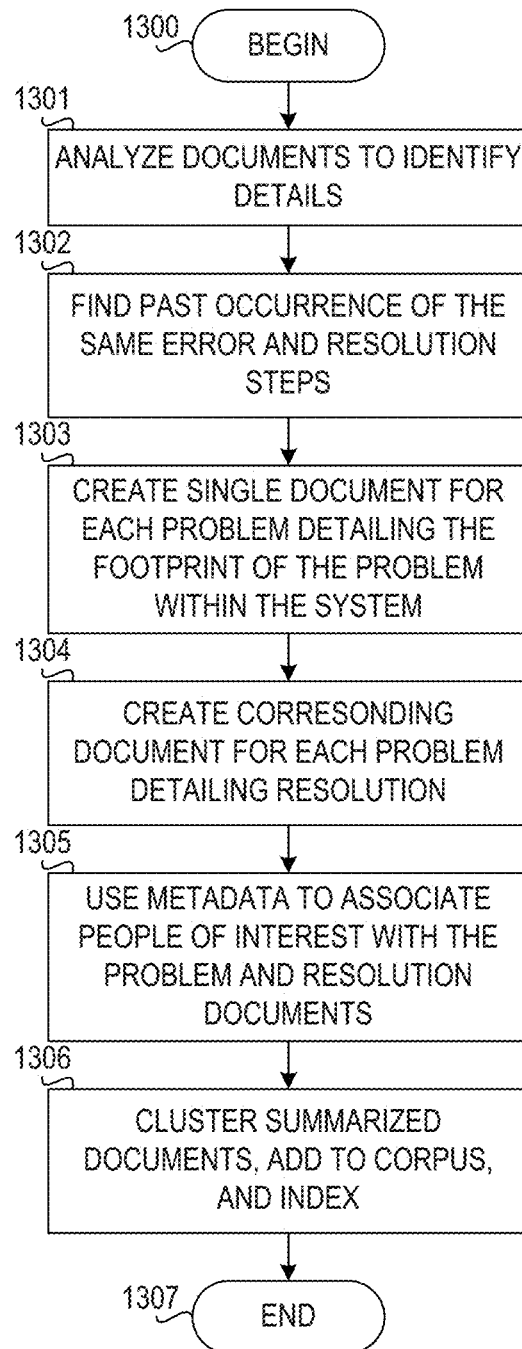 1300
BEGIN
1301
ANALYZE DOCUMENTS TO IDENTIFY
DETAILS
1302
FIND PAST OCCURRENCE OF THE
SAME ERROR AND RESOLUTION
STEPS
1303
CREATE SINGLE DOCUMENT FOR
EACH PROBLEM DETAILING THE
FOOTPRINT OF THE PROBLEM
WITHIN THE SYSTEM
1304
CREATE CORRESONDING
DOCUMENT FOR EACH PROBLEM
DETAILING RESOLUTION
1305
USE METADATA TO ASSOCIATE
PEOPLE OF INTEREST WITH THE
PROBLEM AND RESOLUTION
DOCUMENTS
1306
CLUSTER SUMMARIZED
DOCUMENTS, ADD TO CORPUS,
AND INDEX
1307
END